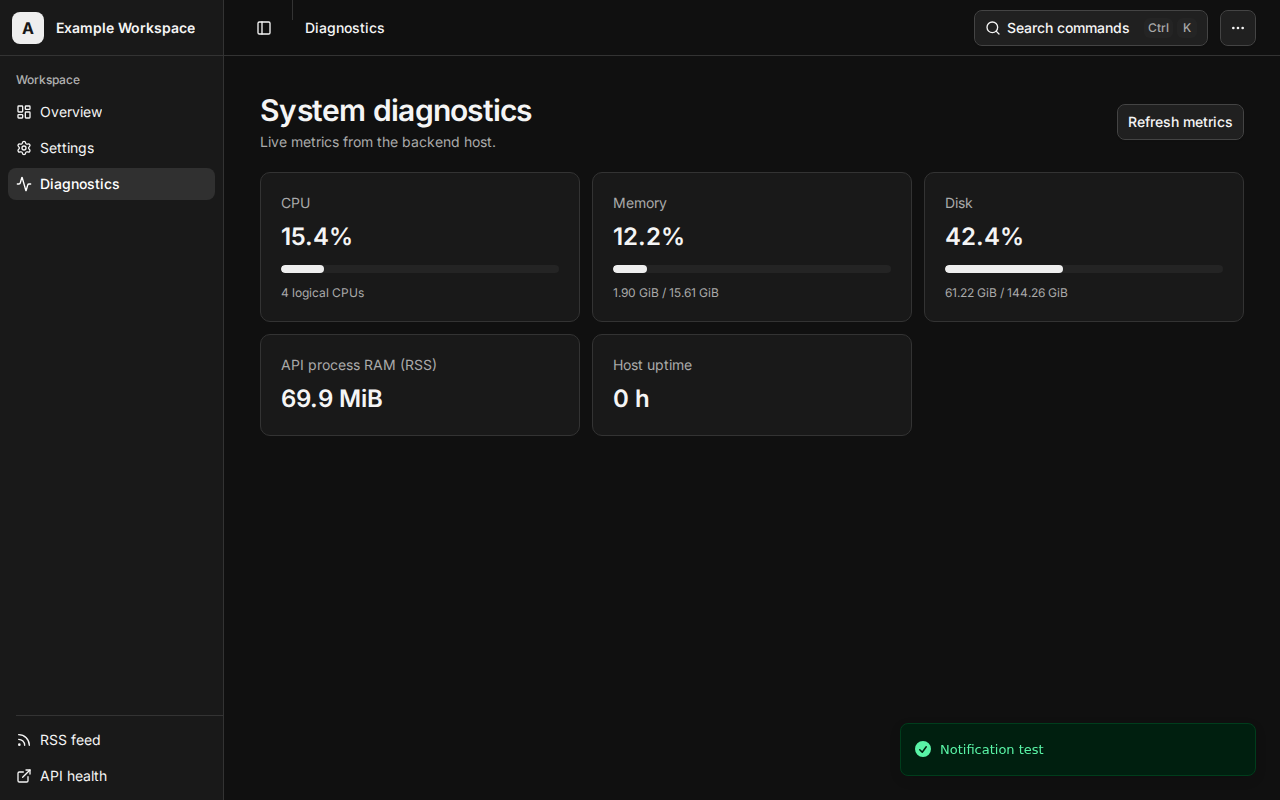 A
Example Workspace
Diagnostics
Search commands Ctrl K
Workspace
Overview
Settings
Diagnostics
System diagnostics
Live metrics from the backend host.
Refresh metrics
CPU
15.4%
4 logical CPUs
Memory
12.2%
1.90 GiB / 15.61 GiB
Disk
42.4%
61.22 GiB / 144.26 GiB
API process RAM (RSS)
69.9 MiB
Host uptime
0 h
RSS feed
API health
Notification test